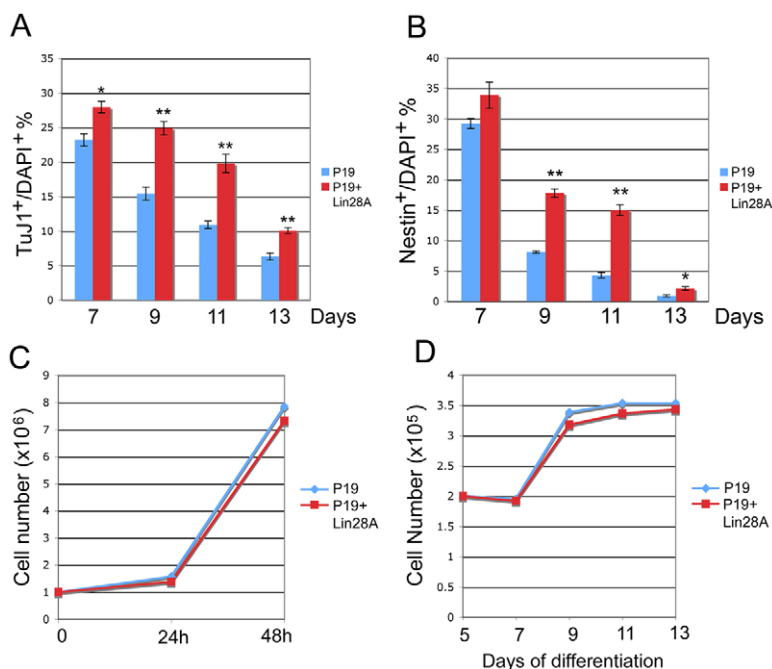 A
TuJ1+/DAPI+ %
35
30
25
20
15
10
5
0
*
**
**
**
7 9 11 13 Days
P19
P19+
Lin28A
B
Nestin+/DAPI+ %
40
35
30
25
20
15
10
5
0
**
**
*
7 9 11 13 Days
P19
P19+
Lin28A
C
Cell number (x106)
9
8
7
6
5
4
3
2
1
0
0 24h 48h
P19
P19+
Lin28A
D
Cell Number (x105)
4
3.5
3
2.5
2
1.5
1
0.5
0
5 7 9 11 13
Days of differentiation
P19
P19+
Lin28A